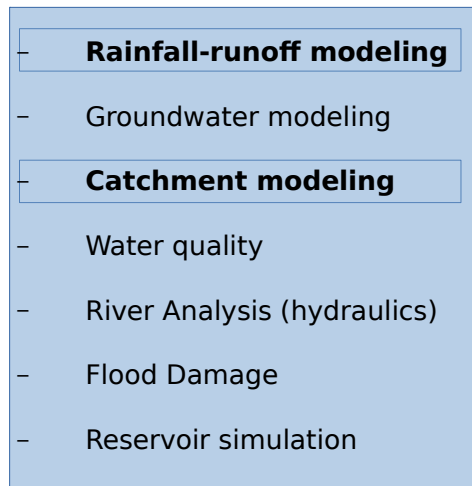 – Rainfall-runoff modeling
– Groundwater modeling
– Catchment modeling
– Water quality
– River Analysis (hydraulics)
– Flood Damage
– Reservoir simulation